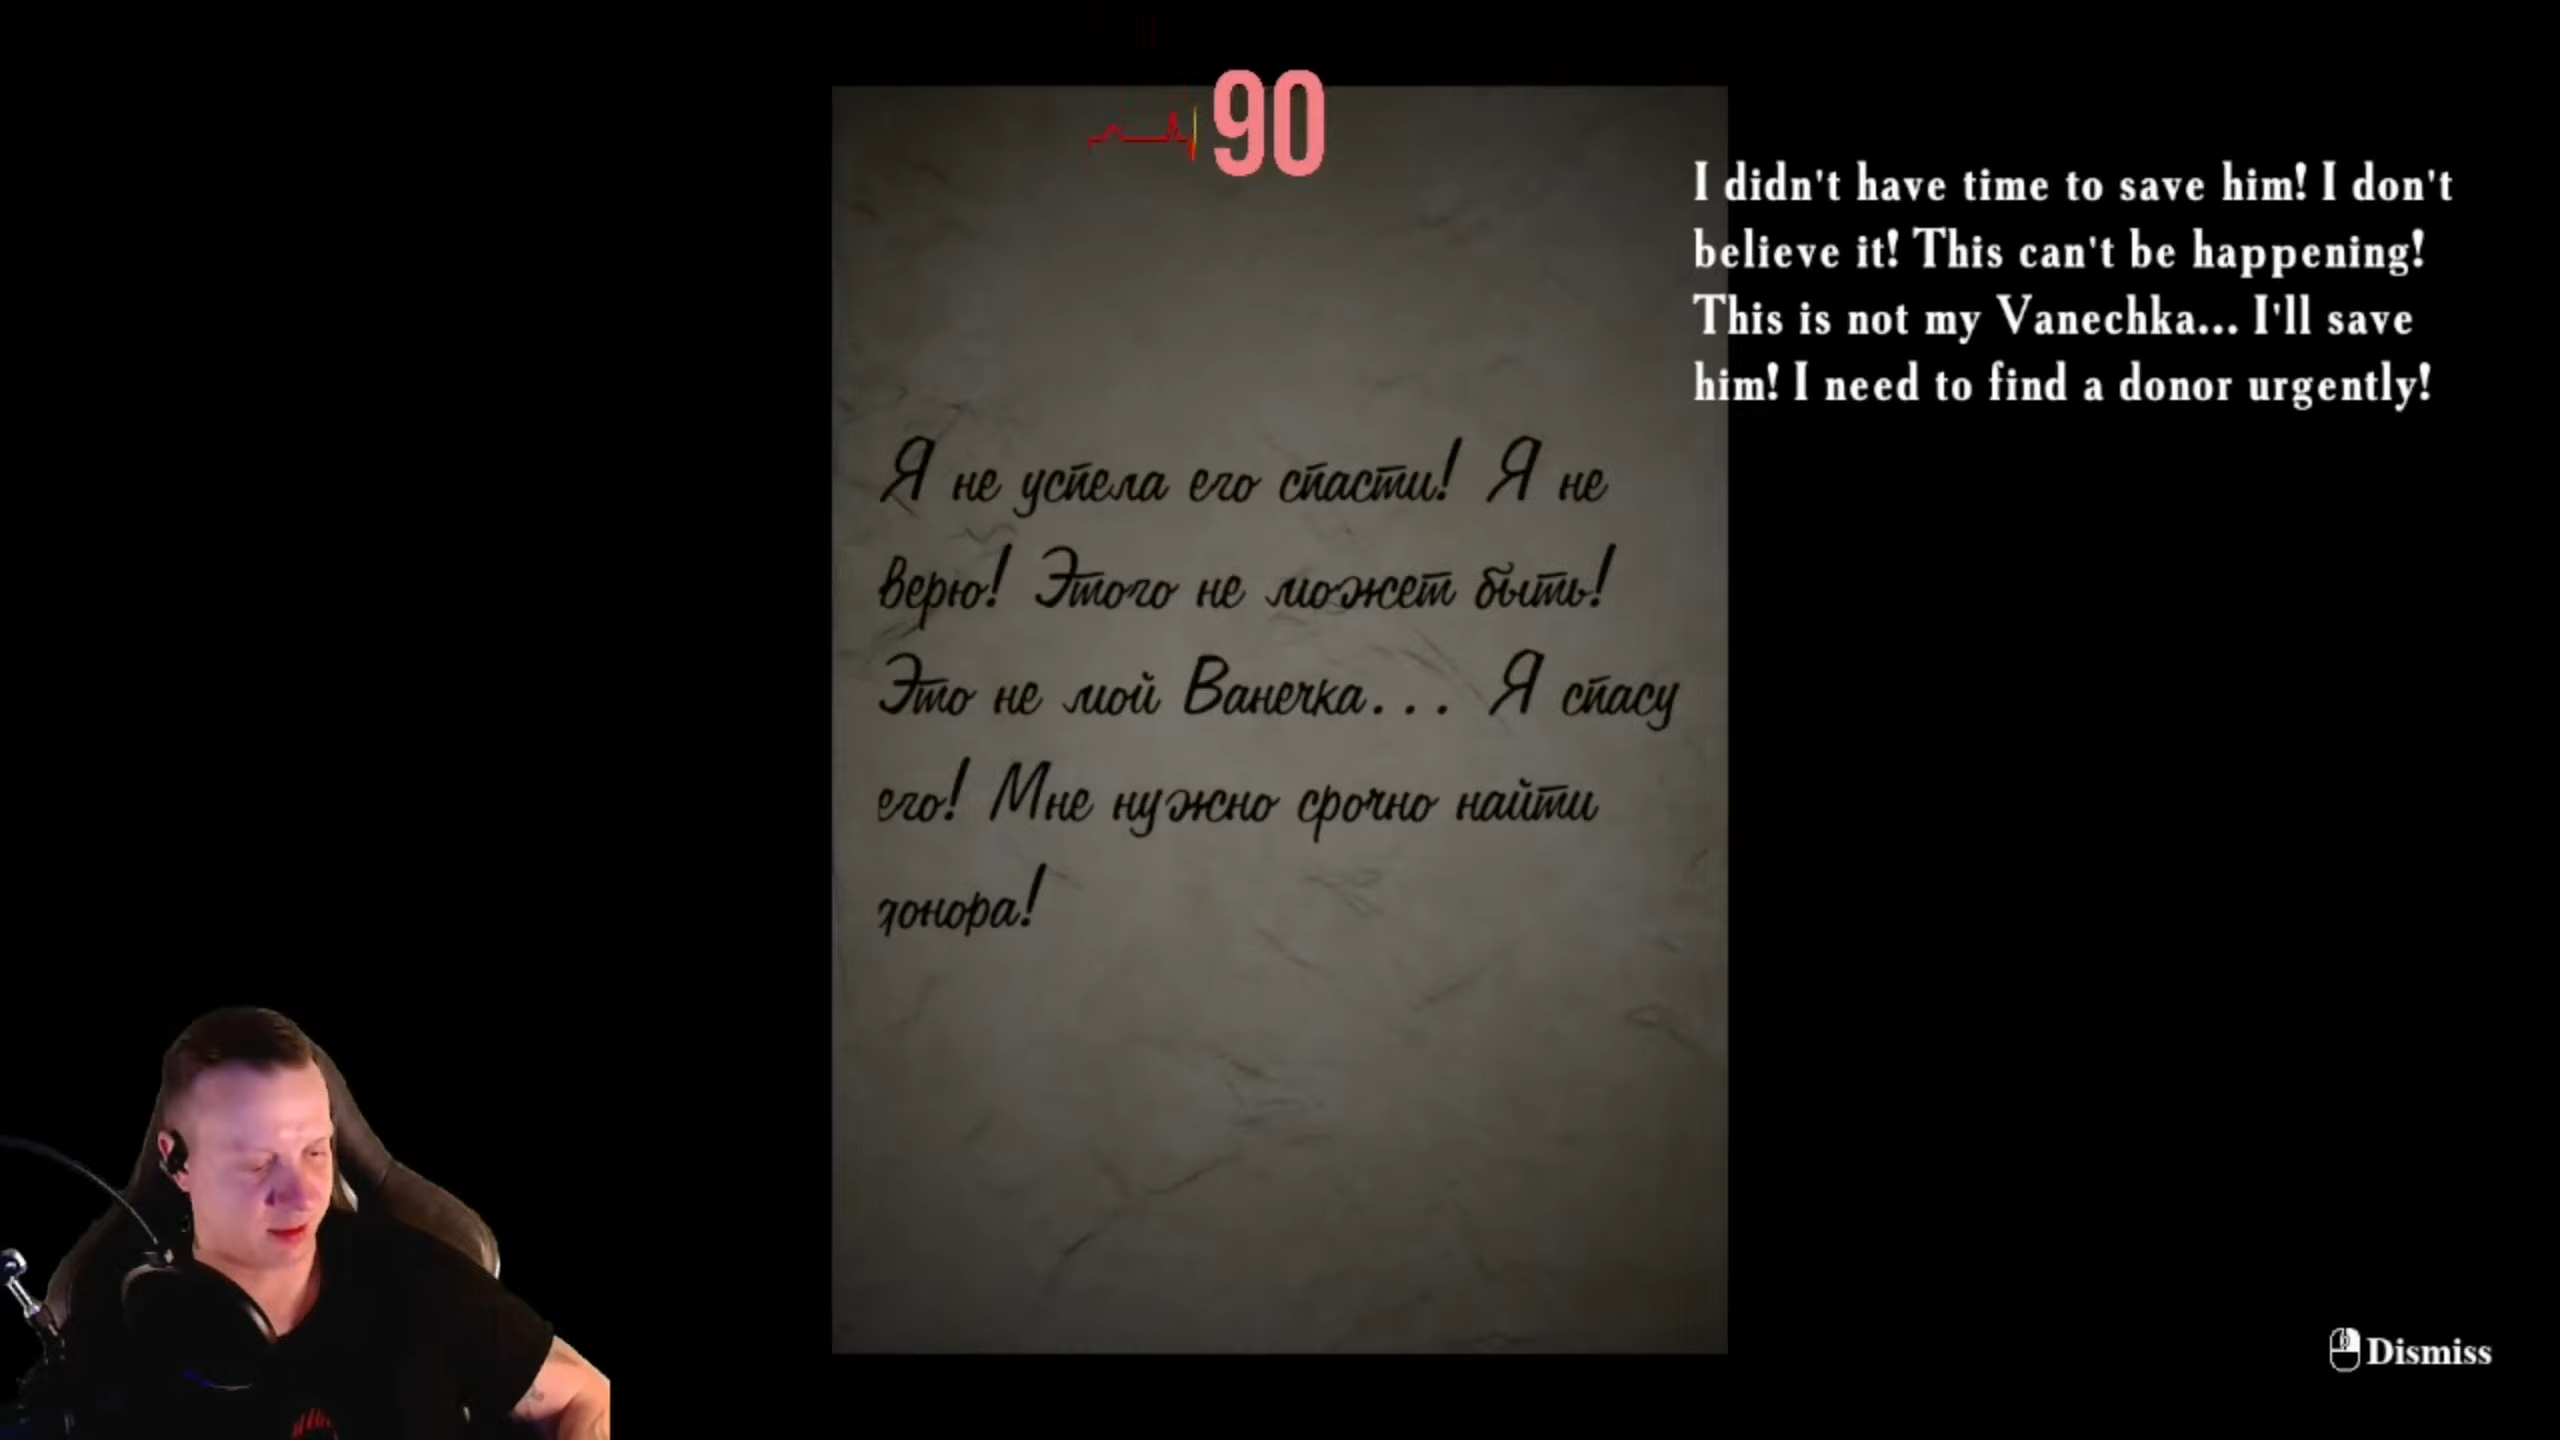 90
I didn't have time to save him! I don't
believe it! This can't be happening!
This is not my Vanechka... I'll save
him! I need to find a donor urgently!
Я не успела его спасти! Я не
верю! Этого не может быть!
Это не мой Ванечка... Я спасу
его! Мне нужно срочно найти
донора!
Dismiss